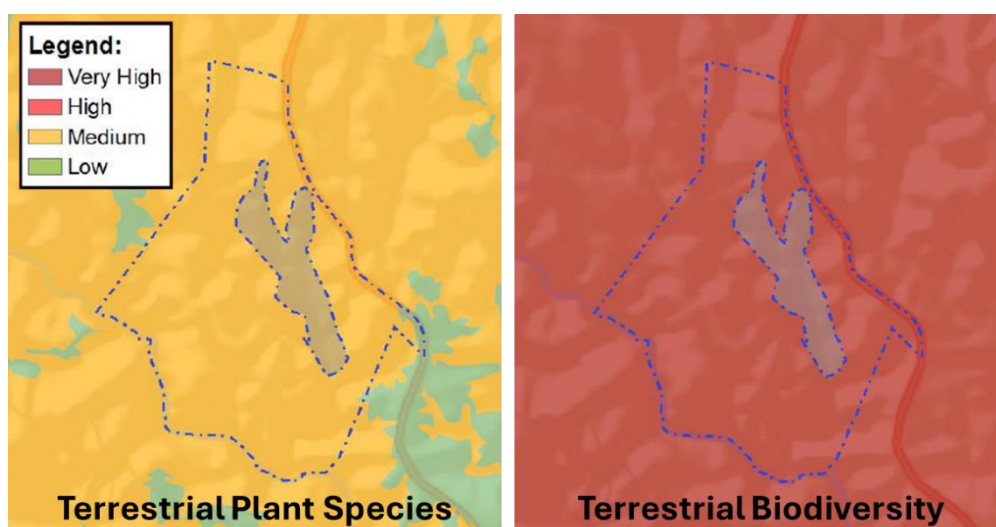 Legend:
Very High
High
Medium
Low
Terrestrial Plant Species
Terrestrial Biodiversity